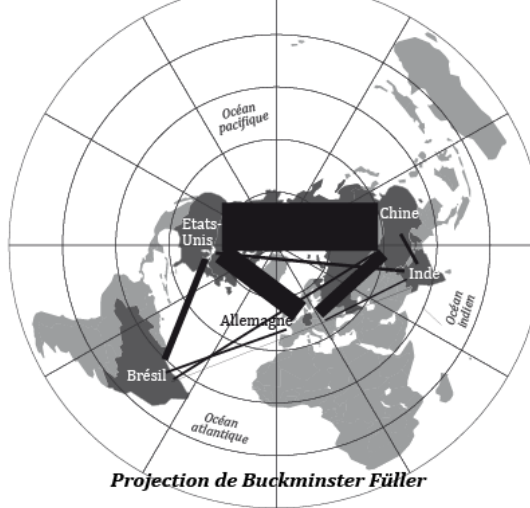 Océan
pacifique
Chine
Etats-
Unis
Inde
Océan
indien
Allemagne
Brésil
Océan
atlantique
Projection de Buckminster Füller